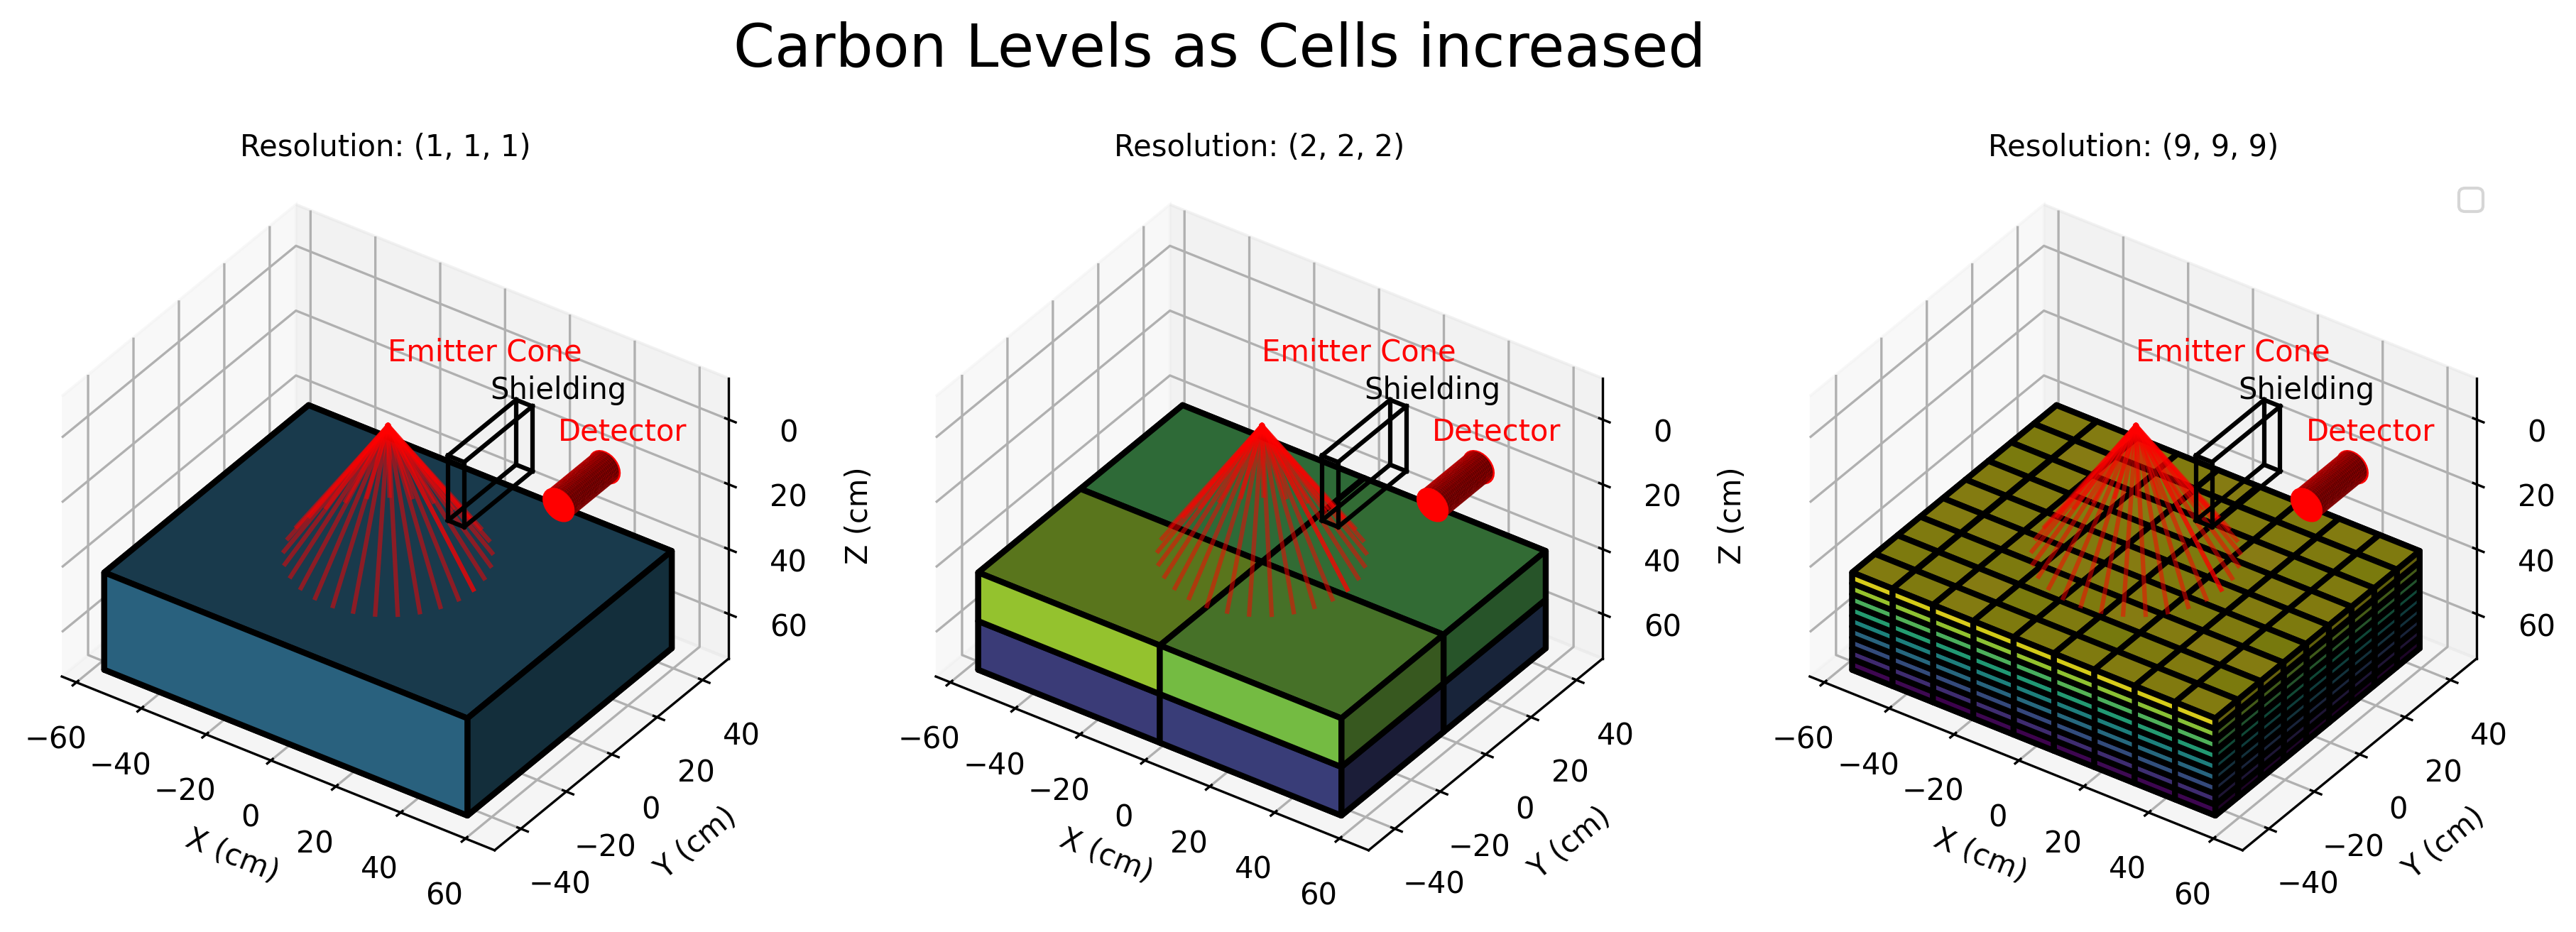 Carbon Levels as Cells increased
Resolution: (1, 1, 1)
Emitter Cone
Shielding
Detector
0
20
40
60
Z (cm)
−60
−40
−20
0
20
40
60
X (cm)
−40
−20
0
20
40
Y (cm)
Resolution: (2, 2, 2)
Emitter Cone
Shielding
Detector
0
20
40
60
Z (cm)
−60
−40
−20
0
20
40
60
X (cm)
−40
−20
0
20
40
Y (cm)
Resolution: (9, 9, 9)
Emitter Cone
Shielding
Detector
0
20
40
60
−60
−40
−20
0
20
40
60
X (cm)
−40
−20
0
20
40
Y (cm)